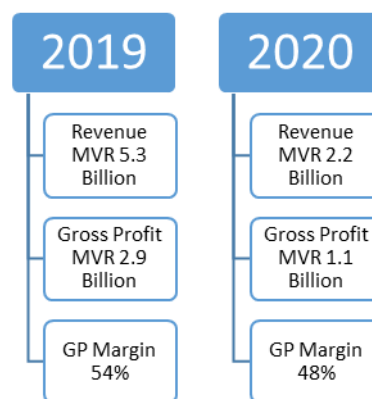 2019
Revenue
MVR 5.3
Billion
Gross Profit
MVR 2.9
Billion
GP Margin
54%
2020
Revenue
MVR 2.2
Billion
Gross Profit
MVR 1.1
Billion
GP Margin
48%